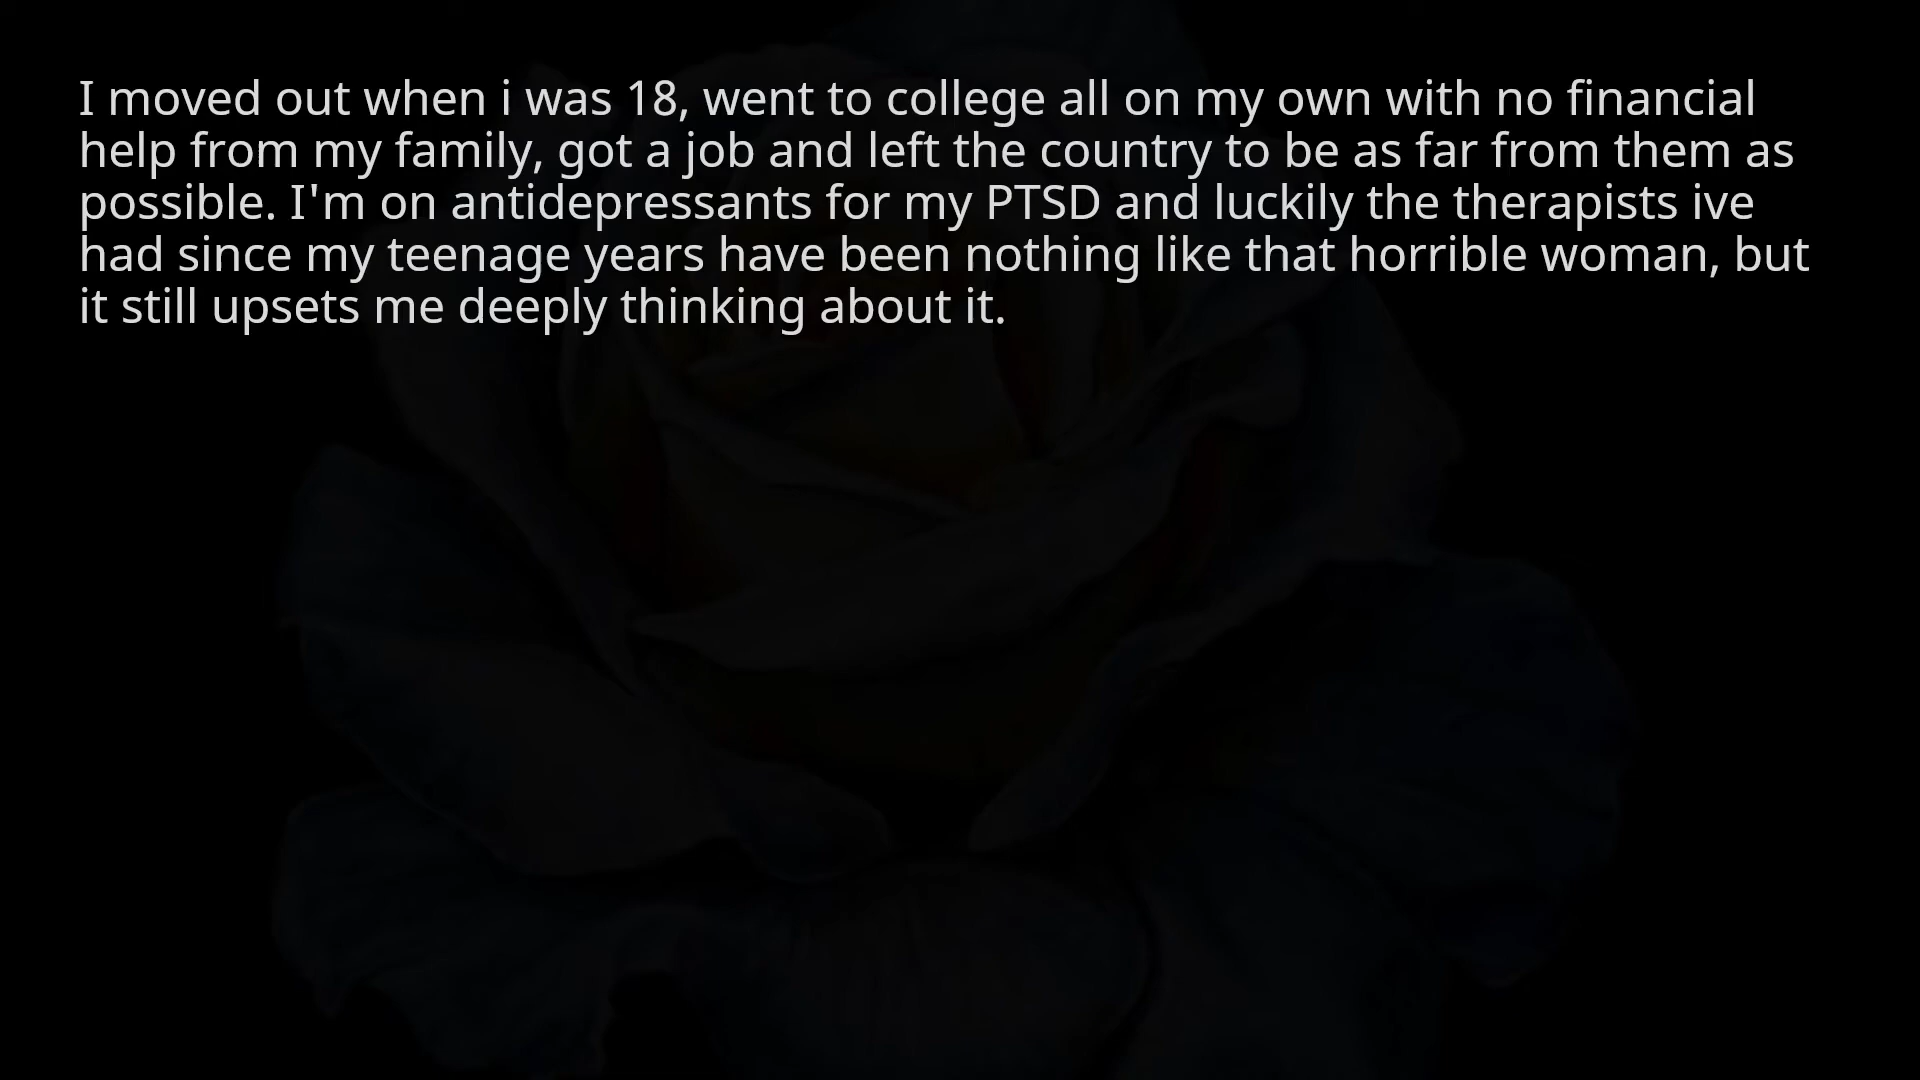 I moved out when i was 18, went to college all on my own with no financial
help from my family, got a job and left the country to be as far from them as
possible. I'm on antidepressants for my PTSD and luckily the therapists ive
had since my teenage years have been nothing like that horrible woman, but
it still upsets me deeply thinking about it.